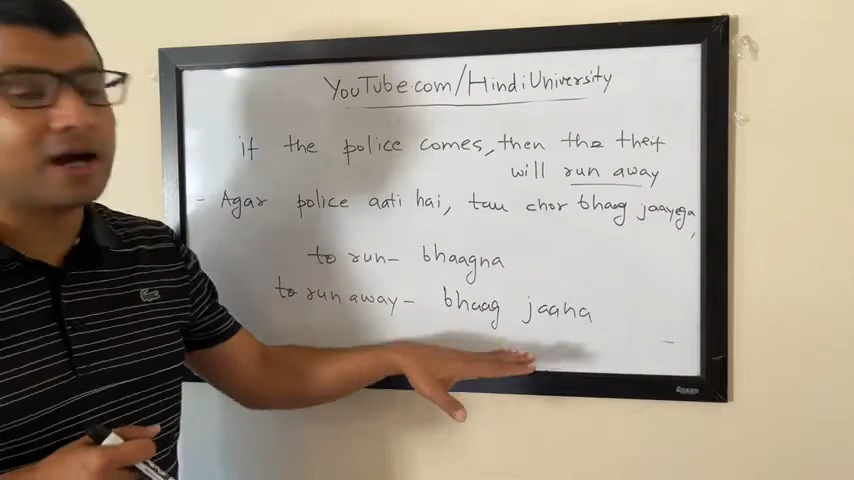 YouTube.com/HindiUniversity
if the police comes, then the theif
will run away
- Agar police aati hai, tau chor bhaag jaayega,
to run - bhaagna
to run away - bhaag jaana